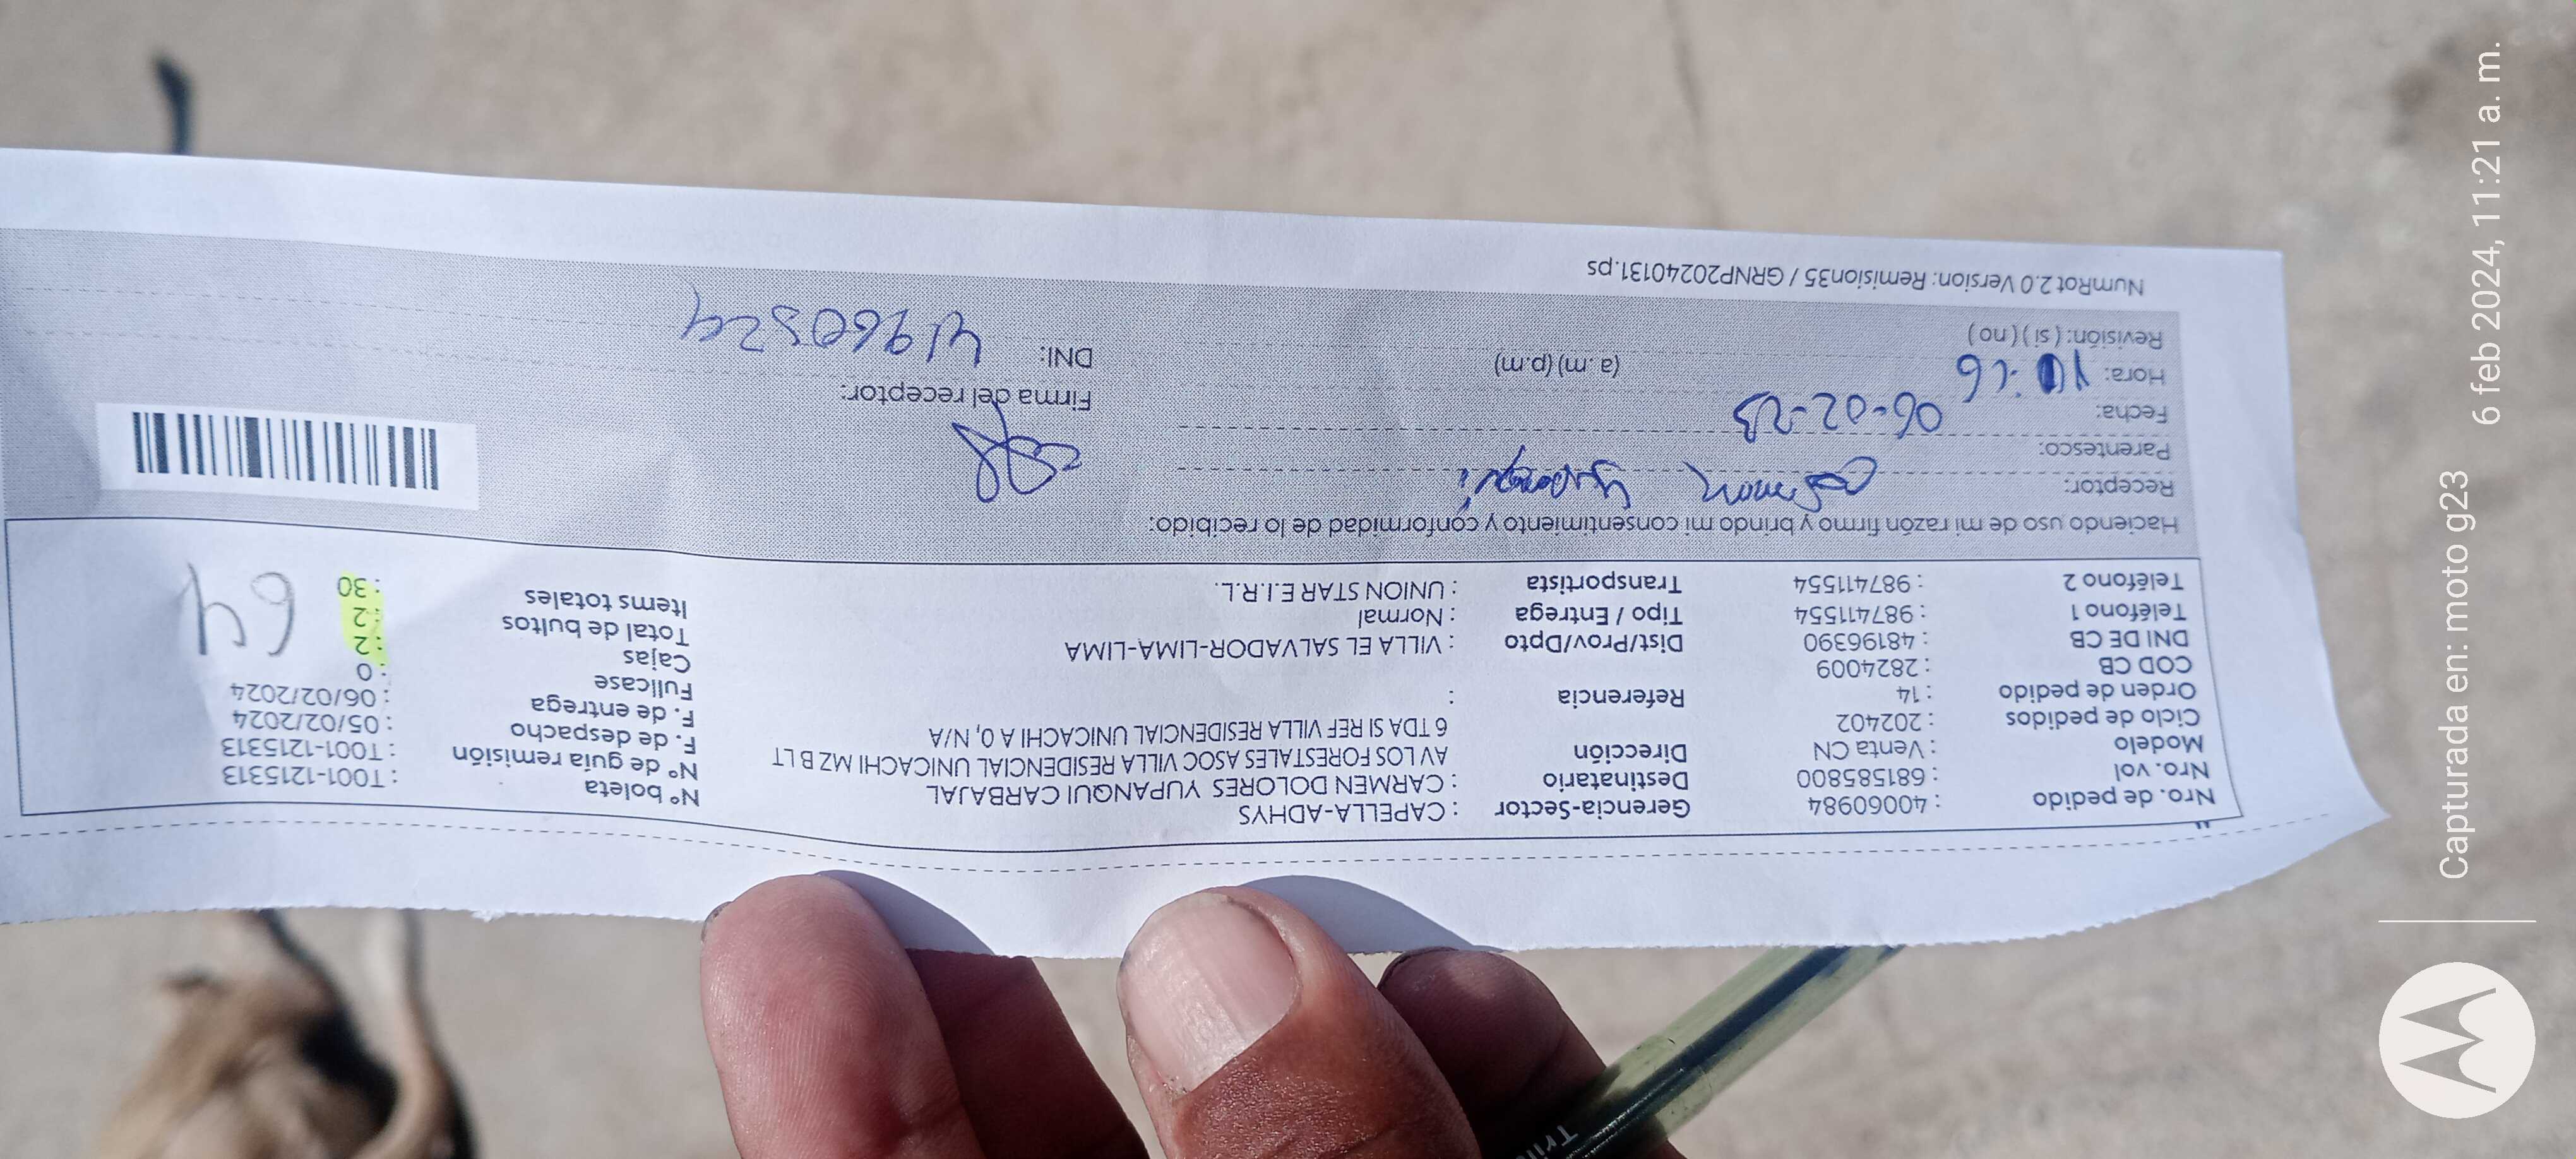 Nro. de pedido : 40060984 Gerencia-Sector : CAPELLA-ADHYS Nº boleta : T001-1215313
Nro. vol : 681585800 Destinatario : CARMEN DOLORES YUPANQUI CARBAJAL Nº de guía remisión : T001-1215313
Modelo : Venta CN Dirección AV LOS FORESTALES ASOC VILLA RESIDENCIAL UNICACHI MZ B LT F. de despacho : 05/02/2024
Ciclo de pedidos : 202402 6 TDA SI REF VILLA RESIDENCIAL UNICACHI A 0, N/A F. de entrega : 06/02/2024
Orden de pedido : 14 Referencia : Fullcase : 0
COD CB : 2824009 Cajas : 2
DNI DE CB : 48196390 Dist/Prov/Dpto : VILLA EL SALVADOR-LIMA-LIMA Total de bultos : 2
Teléfono 1 : 987411554 Tipo / Entrega : Normal Items totales : 30
Teléfono 2 : 987411554 Transportista : UNION STAR E.I.R.L.
64
Haciendo uso de mi razón firmo y brindo mi consentimiento y conformidad de lo recibido:
Receptor:
Parentesco:
Fecha: 06-02-23
Hora: (a.m) (p.m)
Revisión: ( si ) ( no )
Firma del receptor:
DNI: 41960524
NumRot 2.0 Version: Remision35 / GRNP20240131.ps
Capturada en: moto g23 6 feb 2024, 11:21 a. m.